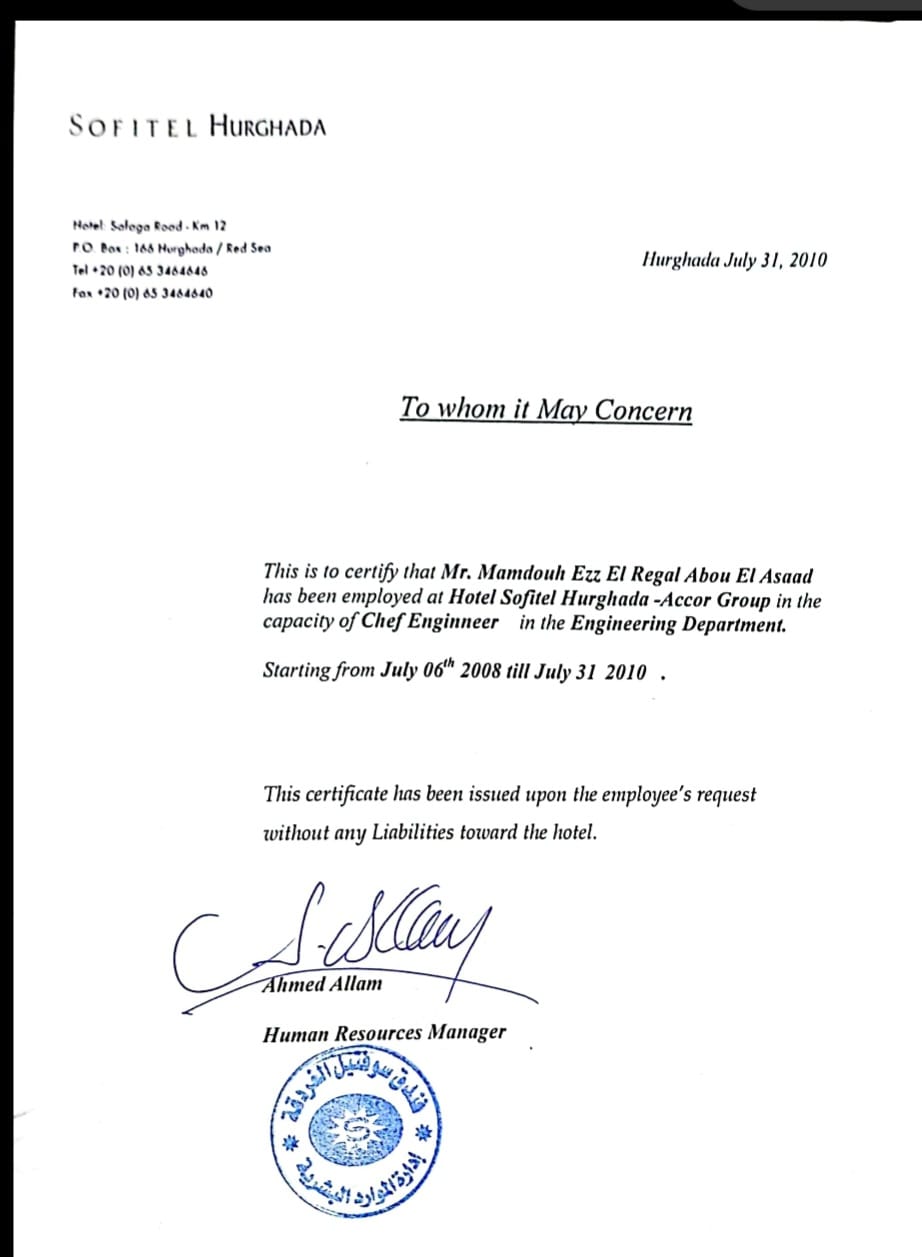 SOFITEL HURGHADA
Hotel: Safaga Road - Km 12
P.O. Box : 166 Hurghada / Red Sea
Tel +20 (0) 65 3464646
Fax +20 (0) 65 3464640
Hurghada July 31, 2010
To whom it May Concern
This is to certify that Mr. Mamdouh Ezz El Regal Abou El Asaad
has been employed at Hotel Sofitel Hurghada -Accor Group in the
capacity of Chef Enginneer in the Engineering Department.
Starting from July 06th 2008 till July 31 2010 .
This certificate has been issued upon the employee's request
without any Liabilities toward the hotel.
Ahmed Allam
Human Resources Manager
فندق سوفتيل الغردقة
إدارة الموارد البشرية